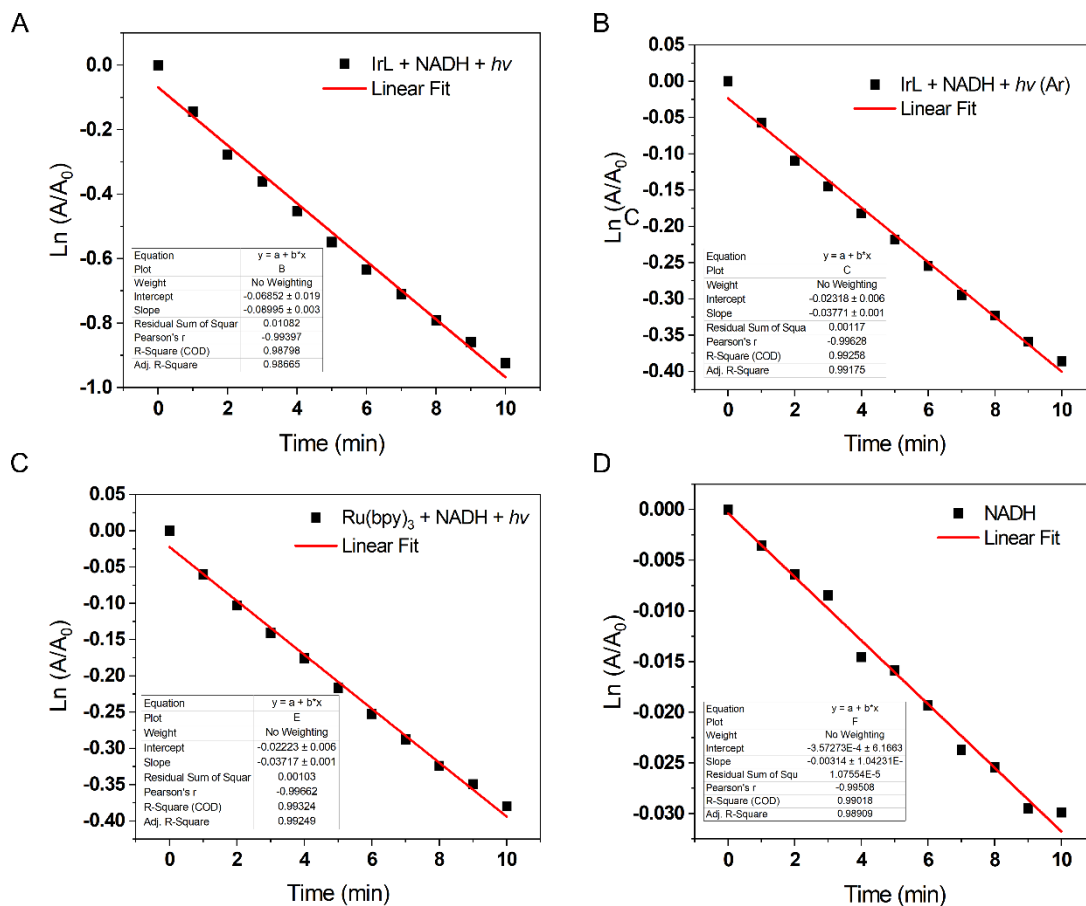 A
IrL + NADH + hv
Linear Fit
Ln (A/A0)
0.0
-0.2
-0.4
-0.6
-0.8
-1.0
Equation y = a + b*x
Plot B
Weight No Weighting
Intercept -0.06852 ± 0.019
Slope -0.08995 ± 0.003
Residual Sum of Squar 0.01082
Pearson's r -0.99397
R-Square (COD) 0.98798
Adj. R-Square 0.98665
0 2 4 6 8 10
Time (min)
B
IrL + NADH + hv (Ar)
Linear Fit
Ln (A/A0)
C
0.05
0.00
-0.05
-0.10
-0.15
-0.20
-0.25
-0.30
-0.35
-0.40
Equation y = a + b*x
Plot C
Weight No Weighting
Intercept -0.02318 ± 0.006
Slope -0.03771 ± 0.001
Residual Sum of Squa 0.00117
Pearson's r -0.99628
R-Square (COD) 0.99258
Adj. R-Square 0.99175
0 2 4 6 8 10
Time (min)
C
Ru(bpy)3 + NADH + hv
Linear Fit
Ln (A/A0)
0.05
0.00
-0.05
-0.10
-0.15
-0.20
-0.25
-0.30
-0.35
-0.40
Equation y = a + b*x
Plot E
Weight No Weighting
Intercept -0.02223 ± 0.006
Slope -0.03717 ± 0.001
Residual Sum of Squar 0.00103
Pearson's r -0.99662
R-Square (COD) 0.99324
Adj. R-Square 0.99249
0 2 4 6 8 10
Time (min)
D
NADH
Linear Fit
Ln (A/A0)
0.000
-0.005
-0.010
-0.015
-0.020
-0.025
-0.030
Equation y = a + b*x
Plot F
Weight No Weighting
Intercept -3.57273E-4 ± 6.1663
Slope -0.00314 ± 1.04231E-
Residual Sum of Squ 1.07554E-5
Pearson's r -0.99508
R-Square (COD) 0.99018
Adj. R-Square 0.98909
0 2 4 6 8 10
Time (min)